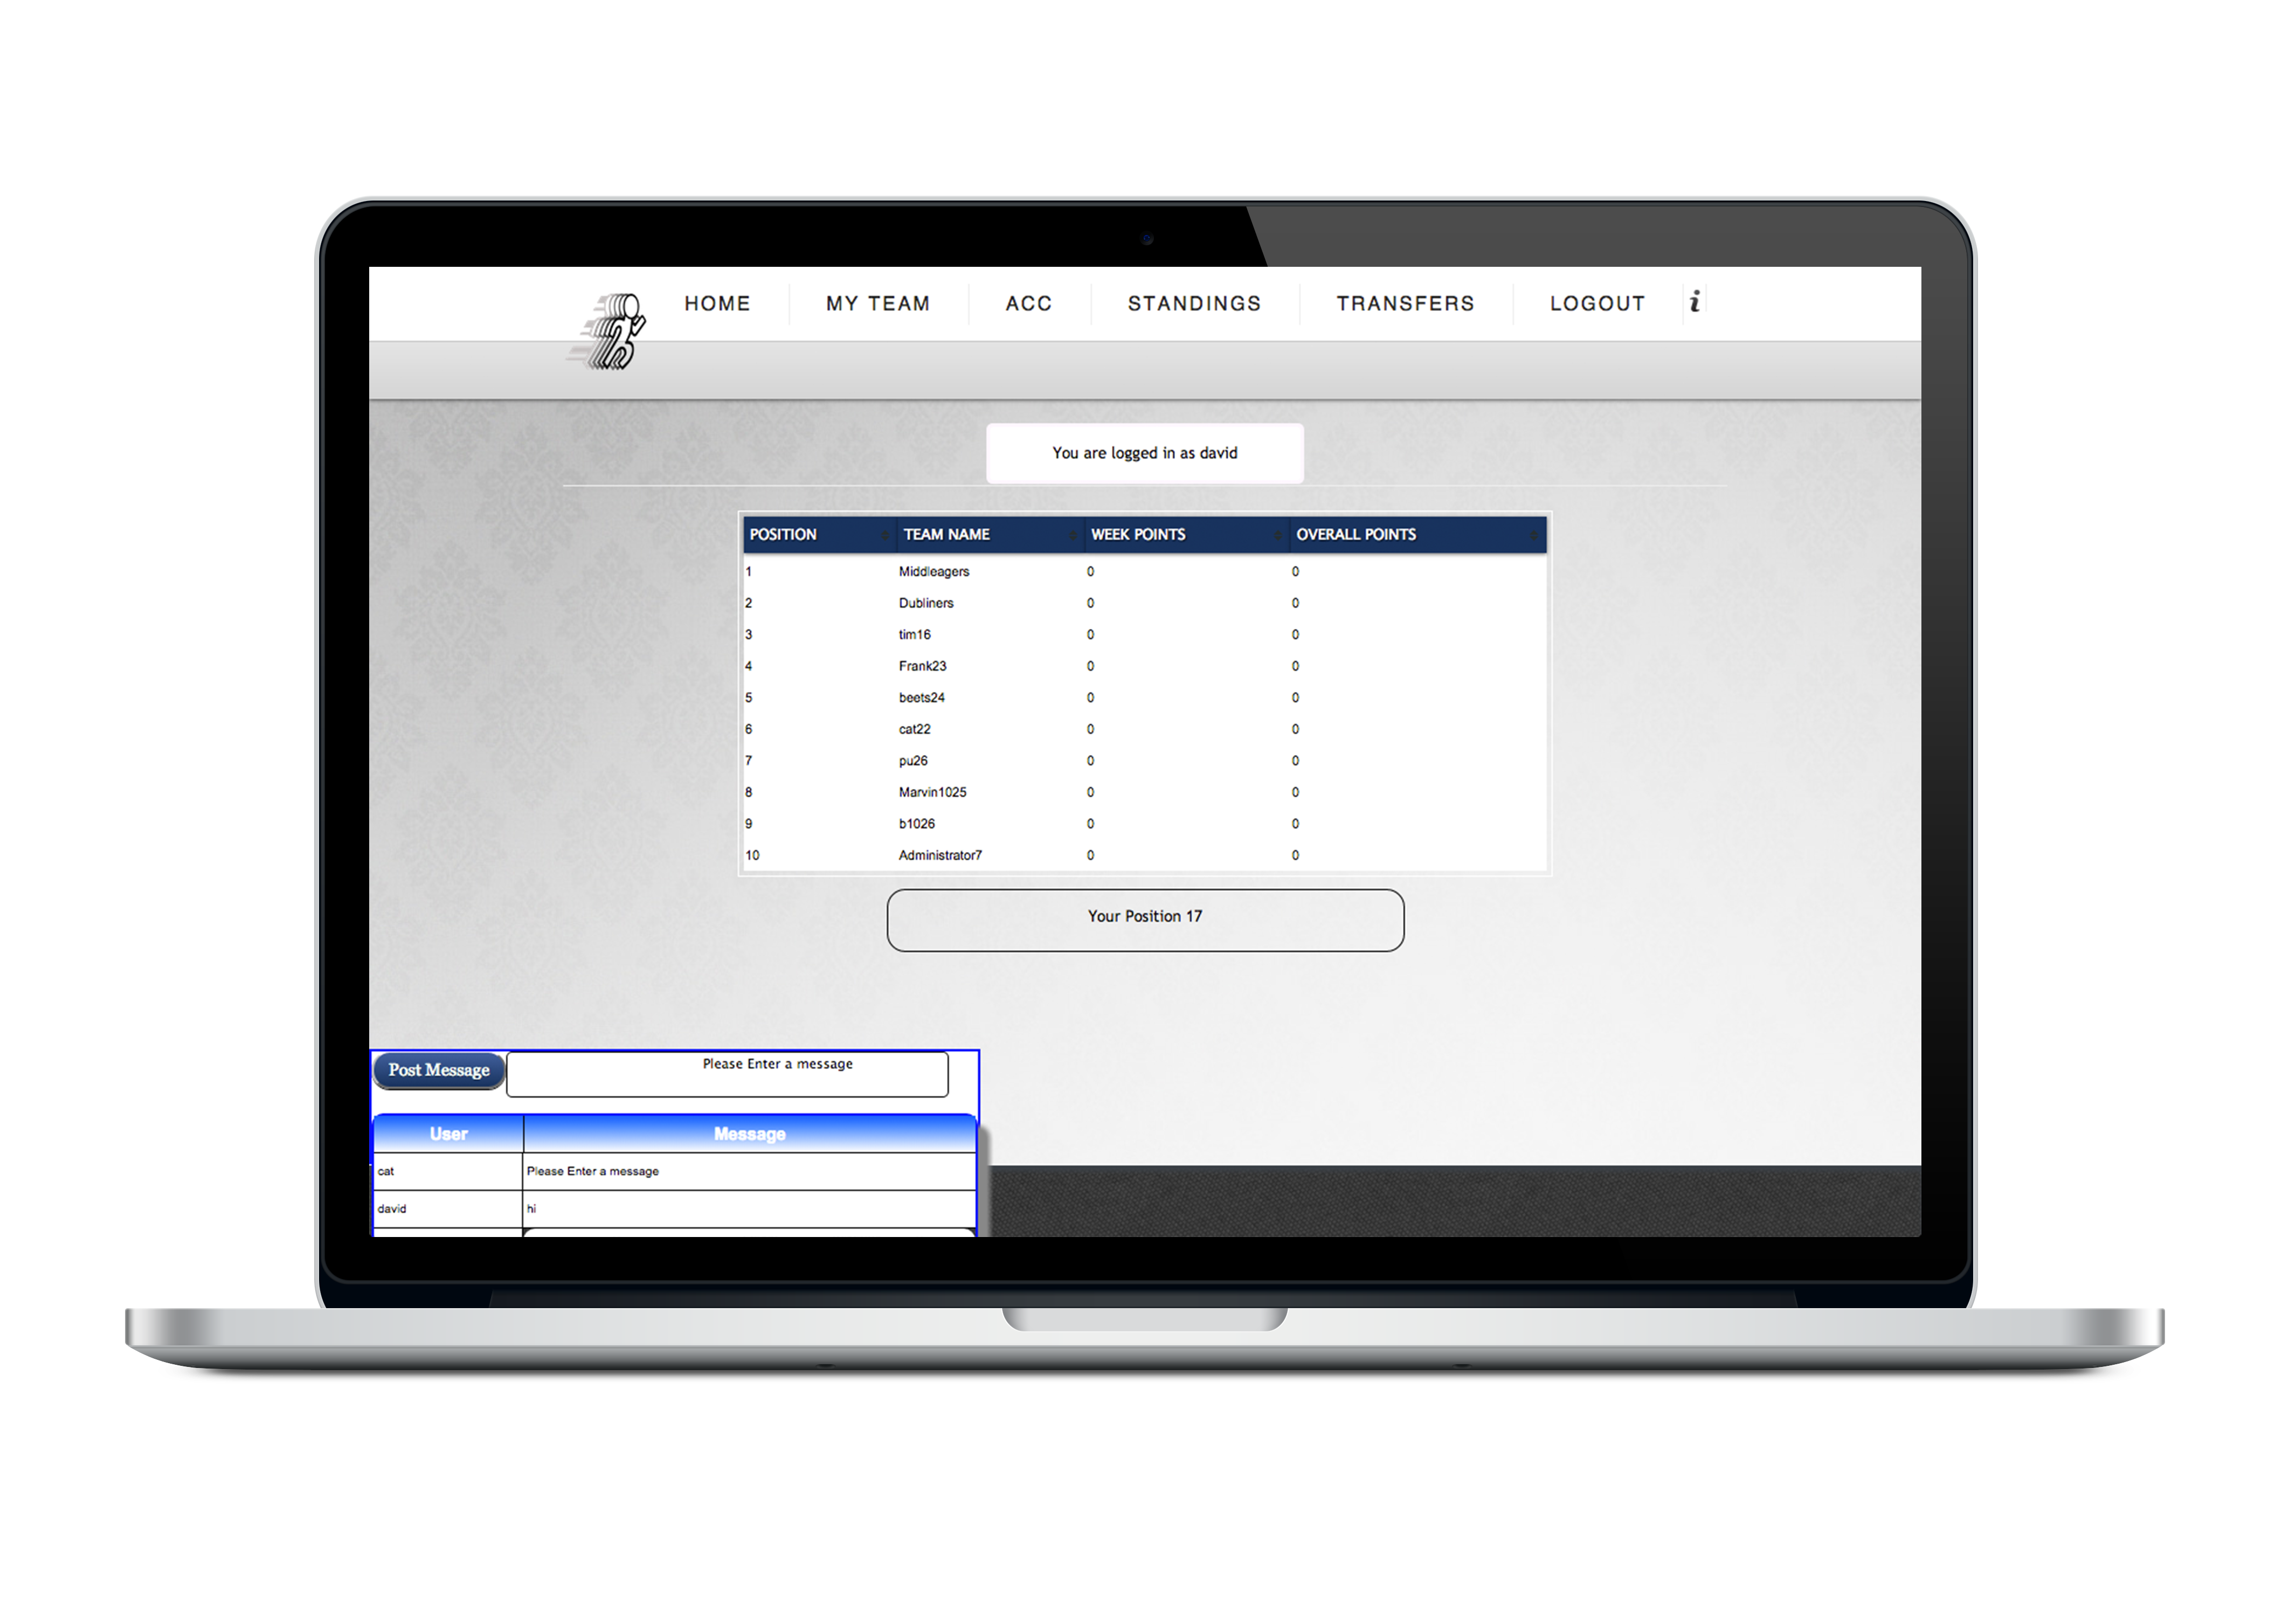 HOME MY TEAM ACC STANDINGS TRANSFERS LOGOUT i
You are logged in as david
POSITION TEAM NAME WEEK POINTS OVERALL POINTS
1 Middleagers 0 0
2 Dubliners 0 0
3 tim16 0 0
4 Frank23 0 0
5 beets24 0 0
6 cat22 0 0
7 pu26 0 0
8 Marvin1025 0 0
9 b1026 0 0
10 Administrator7 0 0
Your Position 17
Post Message Please Enter a message
User Message
cat Please Enter a message
david hi